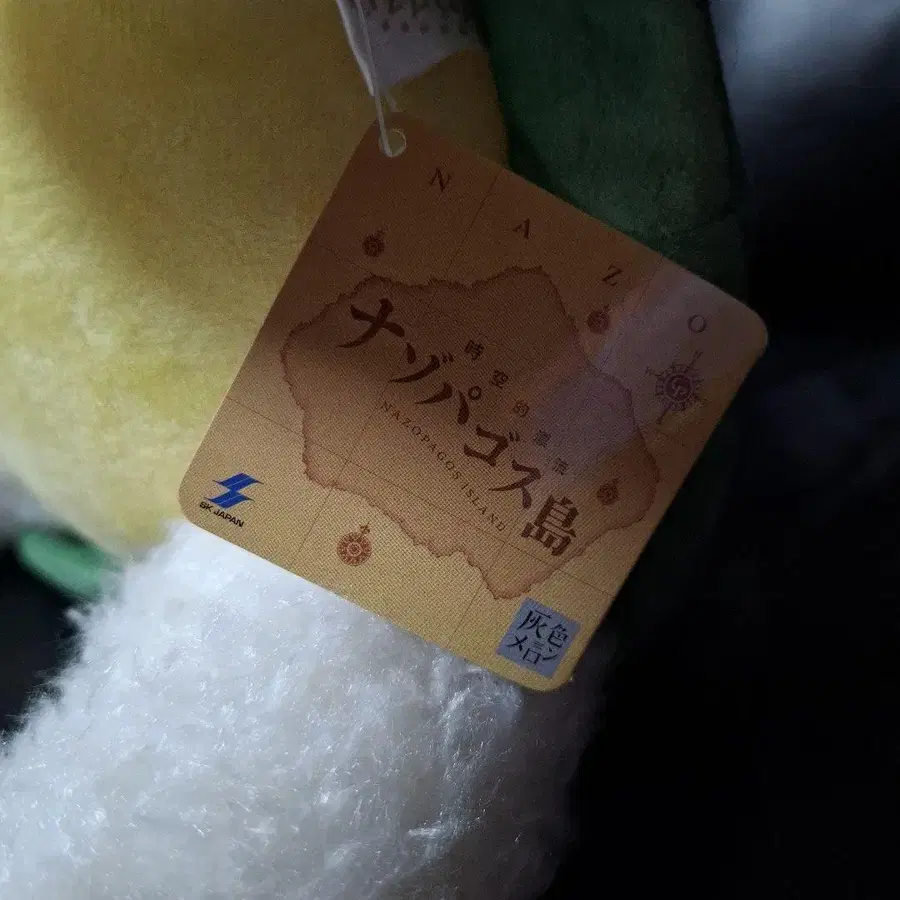 N A Z O
時空的漂流
ナゾパゴス島
NAZOPAGOS ISLAND
SK JAPAN
灰色
メロン